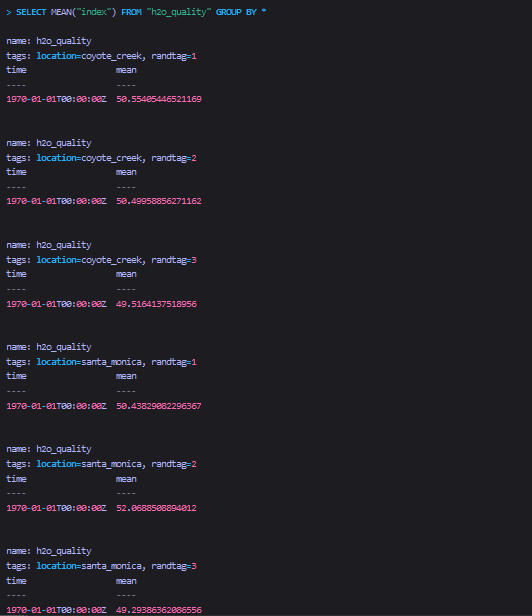 > SELECT MEAN("index") FROM "h2o_quality" GROUP BY *
name: h2o_quality
tags: location=coyote_creek, randtag=1
time mean
---- ----
1970-01-01T00:00:00Z 50.55405446521169
name: h2o_quality
tags: location=coyote_creek, randtag=2
time mean
---- ----
1970-01-01T00:00:00Z 50.49958856271162
name: h2o_quality
tags: location=coyote_creek, randtag=3
time mean
---- ----
1970-01-01T00:00:00Z 49.5164137518956
name: h2o_quality
tags: location=santa_monica, randtag=1
time mean
---- ----
1970-01-01T00:00:00Z 50.43829082296367
name: h2o_quality
tags: location=santa_monica, randtag=2
time mean
---- ----
1970-01-01T00:00:00Z 52.0688508894012
name: h2o_quality
tags: location=santa_monica, randtag=3
time mean
---- ----
1970-01-01T00:00:00Z 49.29386362086556